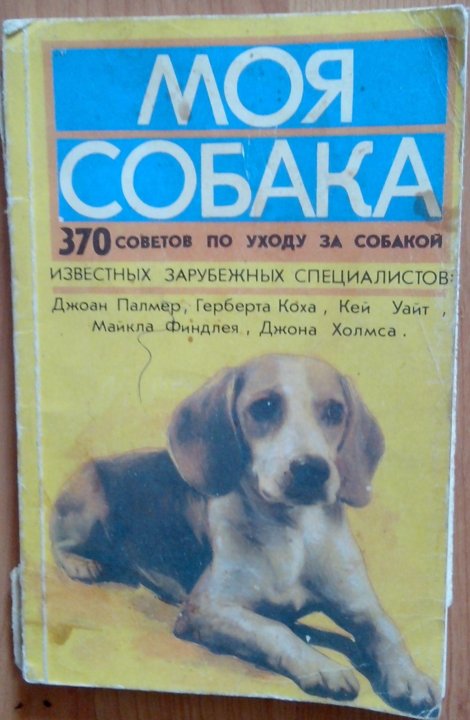 МОЯ
СОБАКА
370 СОВЕТОВ ПО УХОДУ ЗА СОБАКОЙ
ИЗВЕСТНЫХ ЗАРУБЕЖНЫХ СПЕЦИАЛИСТОВ:
Джоан Палмер, Герберта Коха, Кей Уайт,
Майкла Финдлея, Джона Холмса.